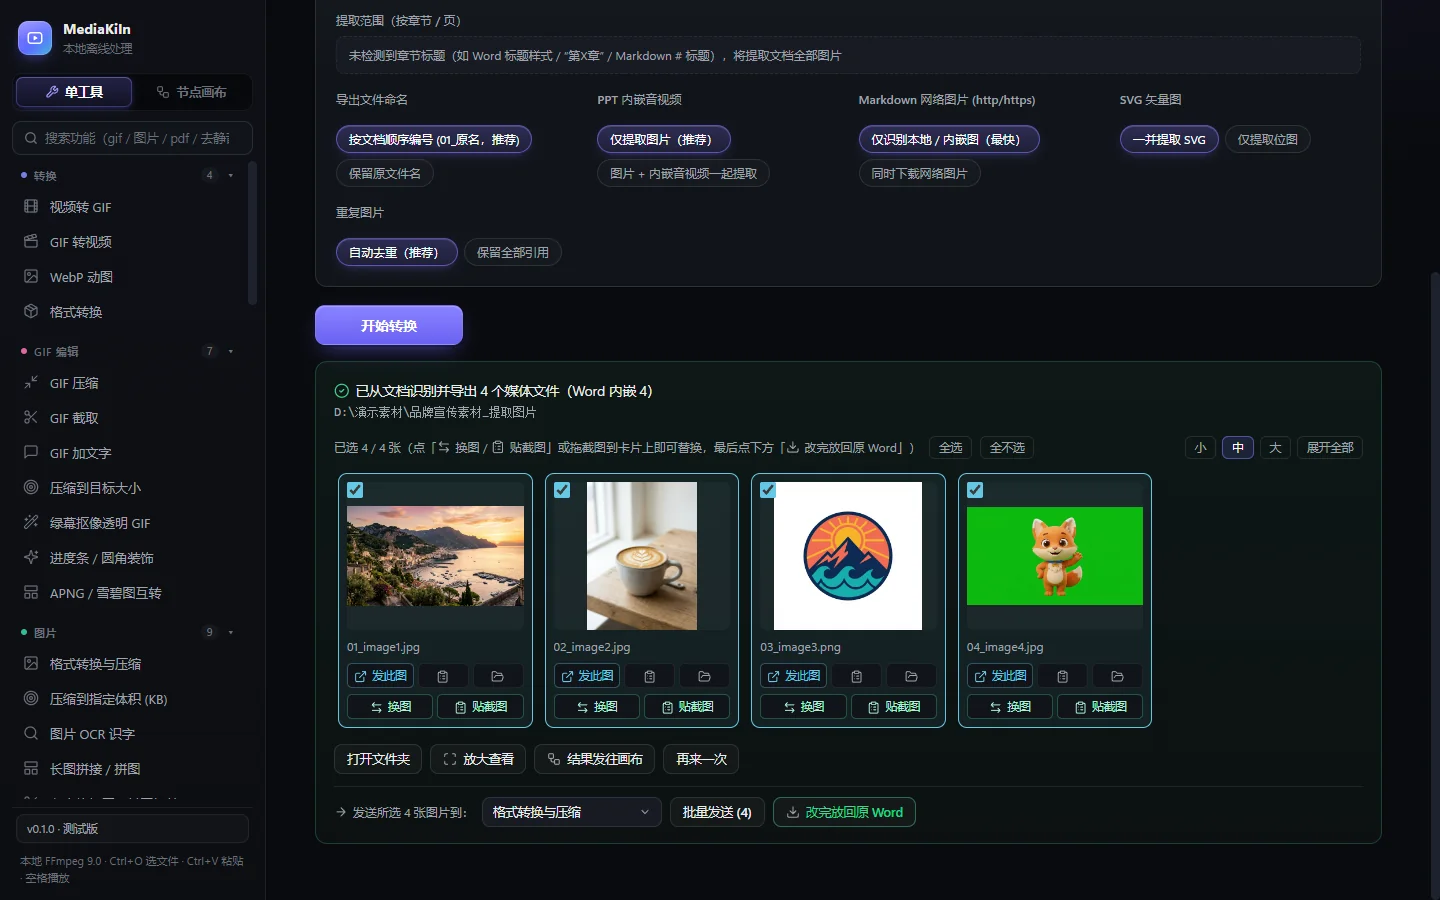 MediaKiln
本地离线处理
单工具
节点画布
搜索功能（gif / 图片 / pdf / 去静
转换 4
视频转 GIF
GIF 转视频
WebP 动图
格式转换
GIF 编辑 7
GIF 压缩
GIF 截取
GIF 加文字
压缩到目标大小
绿幕抠像透明 GIF
进度条 / 圆角装饰
APNG / 雪碧图互转
图片 9
格式转换与压缩
压缩到指定体积 (KB)
图片 OCR 识字
长图拼接 / 拼图
v0.1.0 · 测试版
本地 FFmpeg 9.0 · Ctrl+O 选文件 · Ctrl+V 粘贴
· 空格播放
提取范围（按章节 / 页）
未检测到章节标题（如 Word 标题样式 / “第X章” / Markdown # 标题），将提取文档全部图片
导出文件命名
按文档顺序编号 (01_原名，推荐)
保留原文件名
PPT 内嵌音视频
仅提取图片（推荐）
图片 + 内嵌音视频一起提取
Markdown 网络图片 (http/https)
仅识别本地 / 内嵌图（最快）
同时下载网络图片
SVG 矢量图
一并提取 SVG
仅提取位图
重复图片
自动去重（推荐）
保留全部引用
开始转换
已从文档识别并导出 4 个媒体文件（Word 内嵌 4）
D:\演示素材\品牌宣传素材_提取图片
已选 4 / 4 张（点「 换图 / 贴截图」或拖截图到卡片上即可替换，最后点下方「 改完放回原 Word」）
全选
全不选
小
中
大
展开全部
01_image1.jpg
发此图
换图
贴截图
02_image2.jpg
发此图
换图
贴截图
03_image3.png
发此图
换图
贴截图
04_image4.jpg
发此图
换图
贴截图
打开文件夹
放大查看
结果发往画布
再来一次
发送所选 4 张图片到：
格式转换与压缩
批量发送 (4)
改完放回原 Word